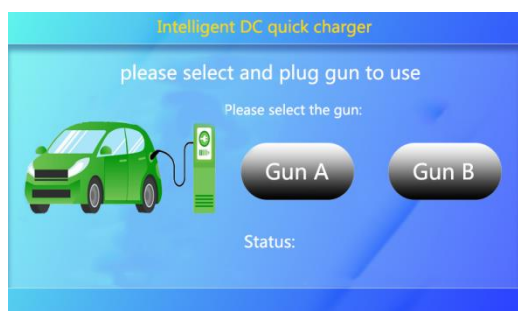 Intelligent DC quick charger
please select and plug gun to use
Please select the gun:
Gun A
Gun B
Status: